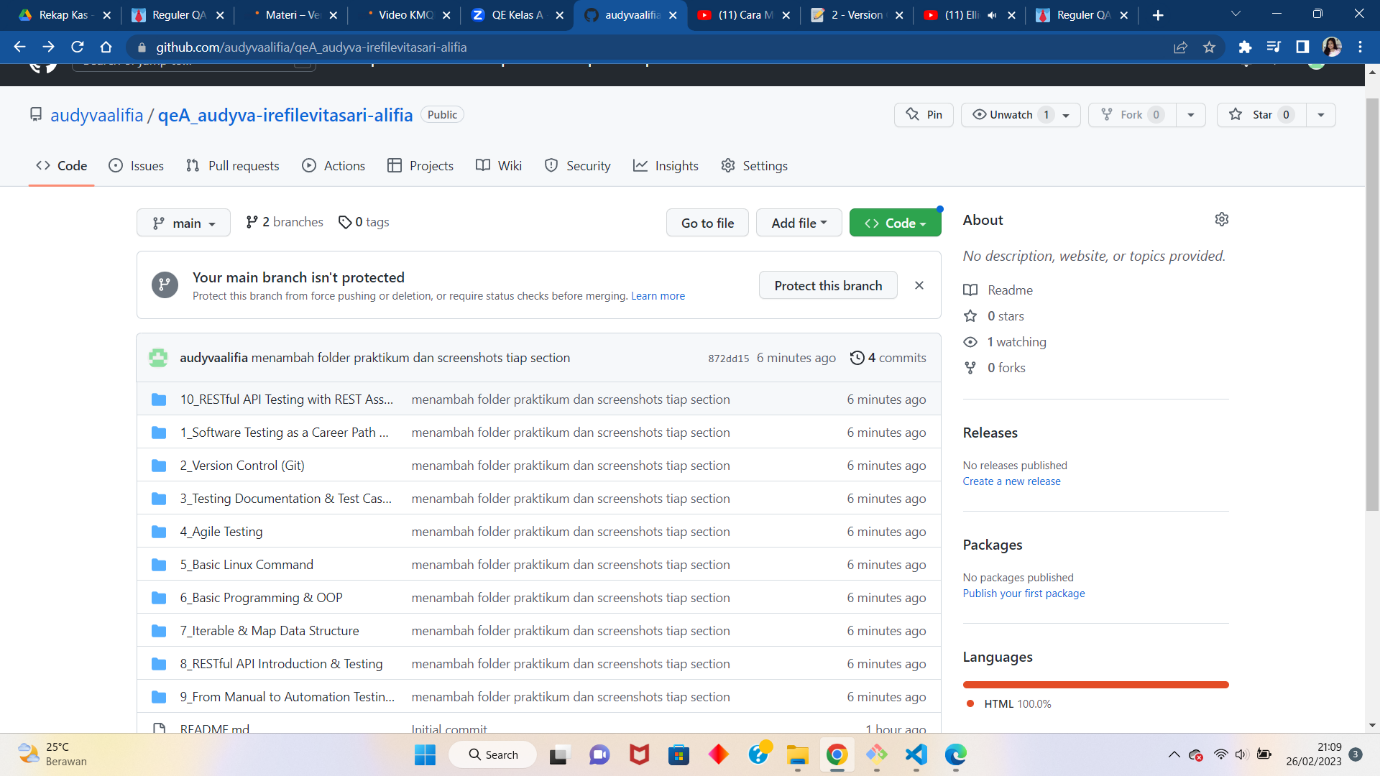 Rekap Kas -
Reguler QA
Materi – Ve
Video KMO
QE Kelas A
audyvaalifia
(11) Cara M
2 - Version
(11) Elli
Reguler QA
github.com/audyvaalifia/qeA_audyva-irefilevitasari-alifia
audyvaalifia / qeA_audyva-irefilevitasari-alifia Public
Pin
Unwatch 1
Fork 0
Star 0
Code
Issues
Pull requests
Actions
Projects
Wiki
Security
Insights
Settings
main
2 branches
0 tags
Go to file
Add file
Code
Your main branch isn't protected
Protect this branch from force pushing or deletion, or require status checks before merging. Learn more
Protect this branch
audyvaalifia menambah folder praktikum dan screenshots tiap section 872dd15 6 minutes ago 4 commits
10_RESTful API Testing with REST Ass... menambah folder praktikum dan screenshots tiap section 6 minutes ago
1_Software Testing as a Career Path ... menambah folder praktikum dan screenshots tiap section 6 minutes ago
2_Version Control (Git) menambah folder praktikum dan screenshots tiap section 6 minutes ago
3_Testing Documentation & Test Cas... menambah folder praktikum dan screenshots tiap section 6 minutes ago
4_Agile Testing menambah folder praktikum dan screenshots tiap section 6 minutes ago
5_Basic Linux Command menambah folder praktikum dan screenshots tiap section 6 minutes ago
6_Basic Programming & OOP menambah folder praktikum dan screenshots tiap section 6 minutes ago
7_Iterable & Map Data Structure menambah folder praktikum dan screenshots tiap section 6 minutes ago
8_RESTful API Introduction & Testing menambah folder praktikum dan screenshots tiap section 6 minutes ago
9_From Manual to Automation Testin... menambah folder praktikum dan screenshots tiap section 6 minutes ago
README.md Initial commit 1 hour ago
About
No description, website, or topics provided.
Readme
0 stars
1 watching
0 forks
Releases
No releases published
Create a new release
Packages
No packages published
Publish your first package
Languages
HTML 100.0%
25°C
Berawan
Search
21:09
26/02/2023
3